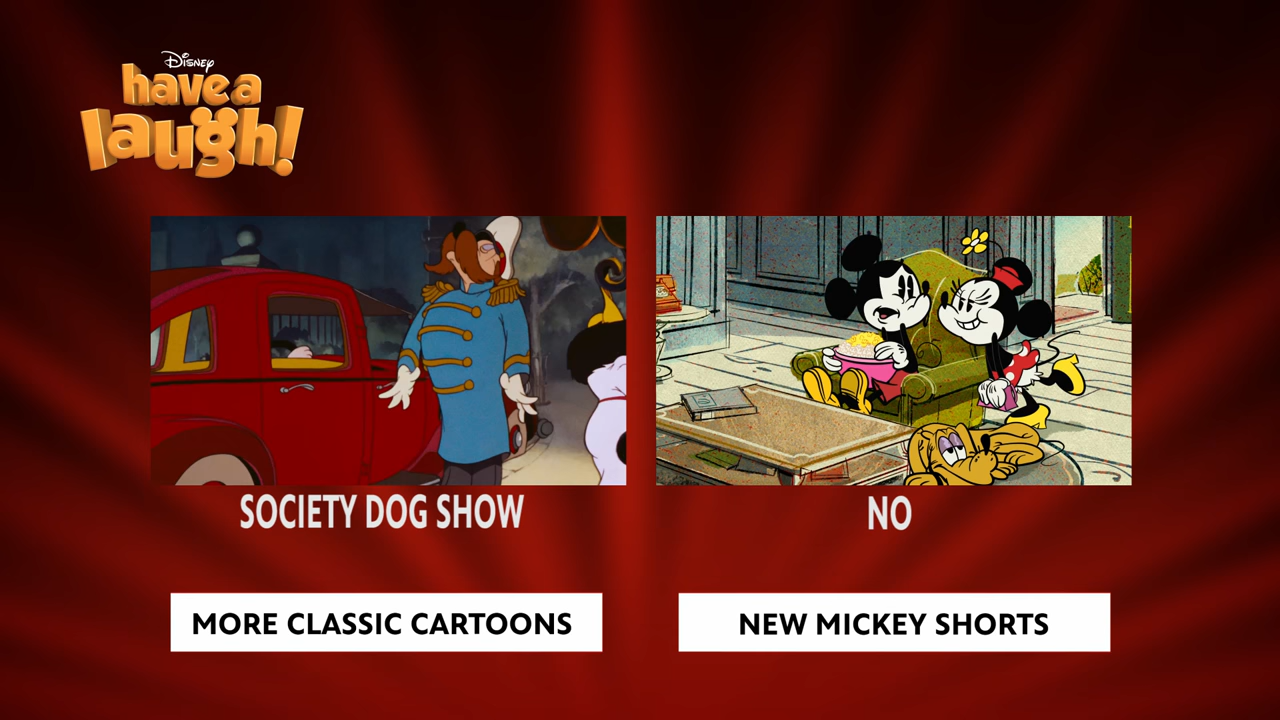 Disney
have a
laugh!
SOCIETY DOG SHOW
NO
MORE CLASSIC CARTOONS
NEW MICKEY SHORTS